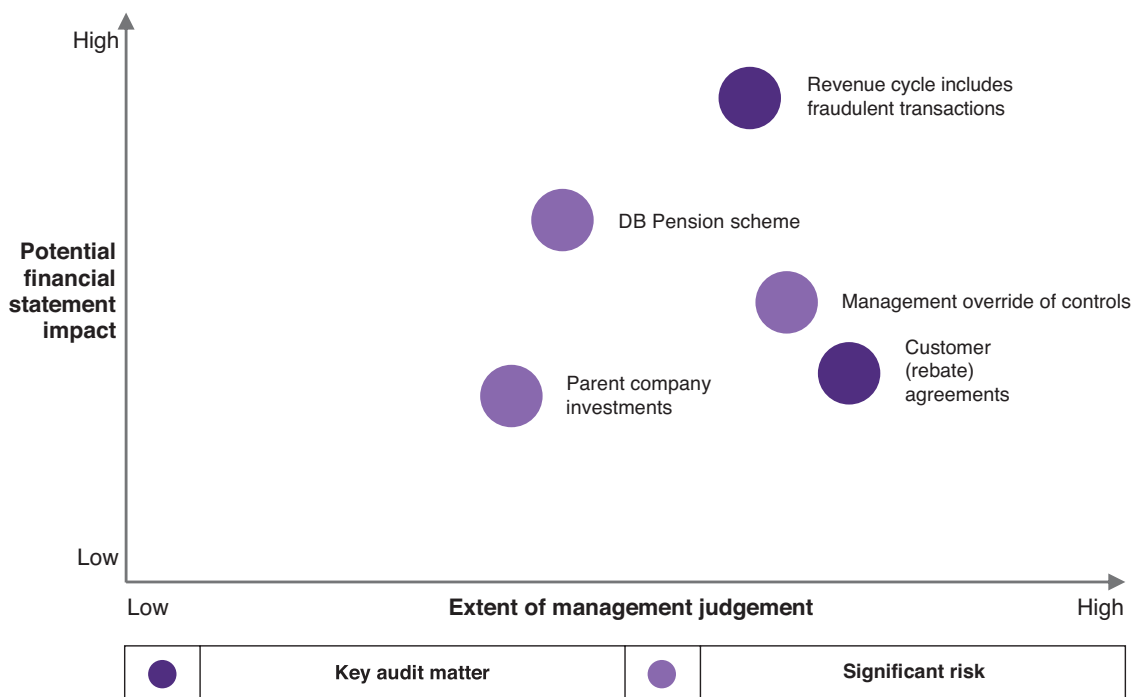 High
Revenue cycle includes
fraudulent transactions
DB Pension scheme
Potential
financial
statement
impact
Management override of controls
Customer
(rebate)
agreements
Parent company
investments
Low
Low
Extent of management judgement
High
Key audit matter
Significant risk